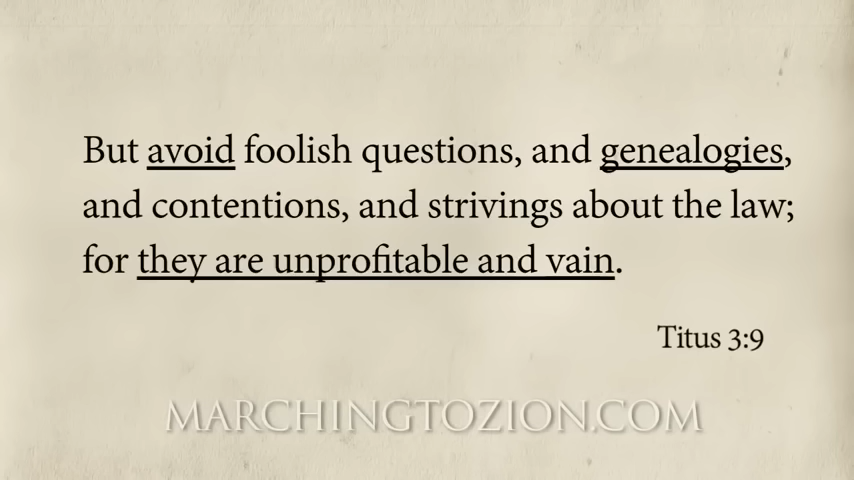 But avoid foolish questions, and genealogies,
and contentions, and strivings about the law;
for they are unprofitable and vain.
Titus 3:9
MARCHINGTOZION.COM